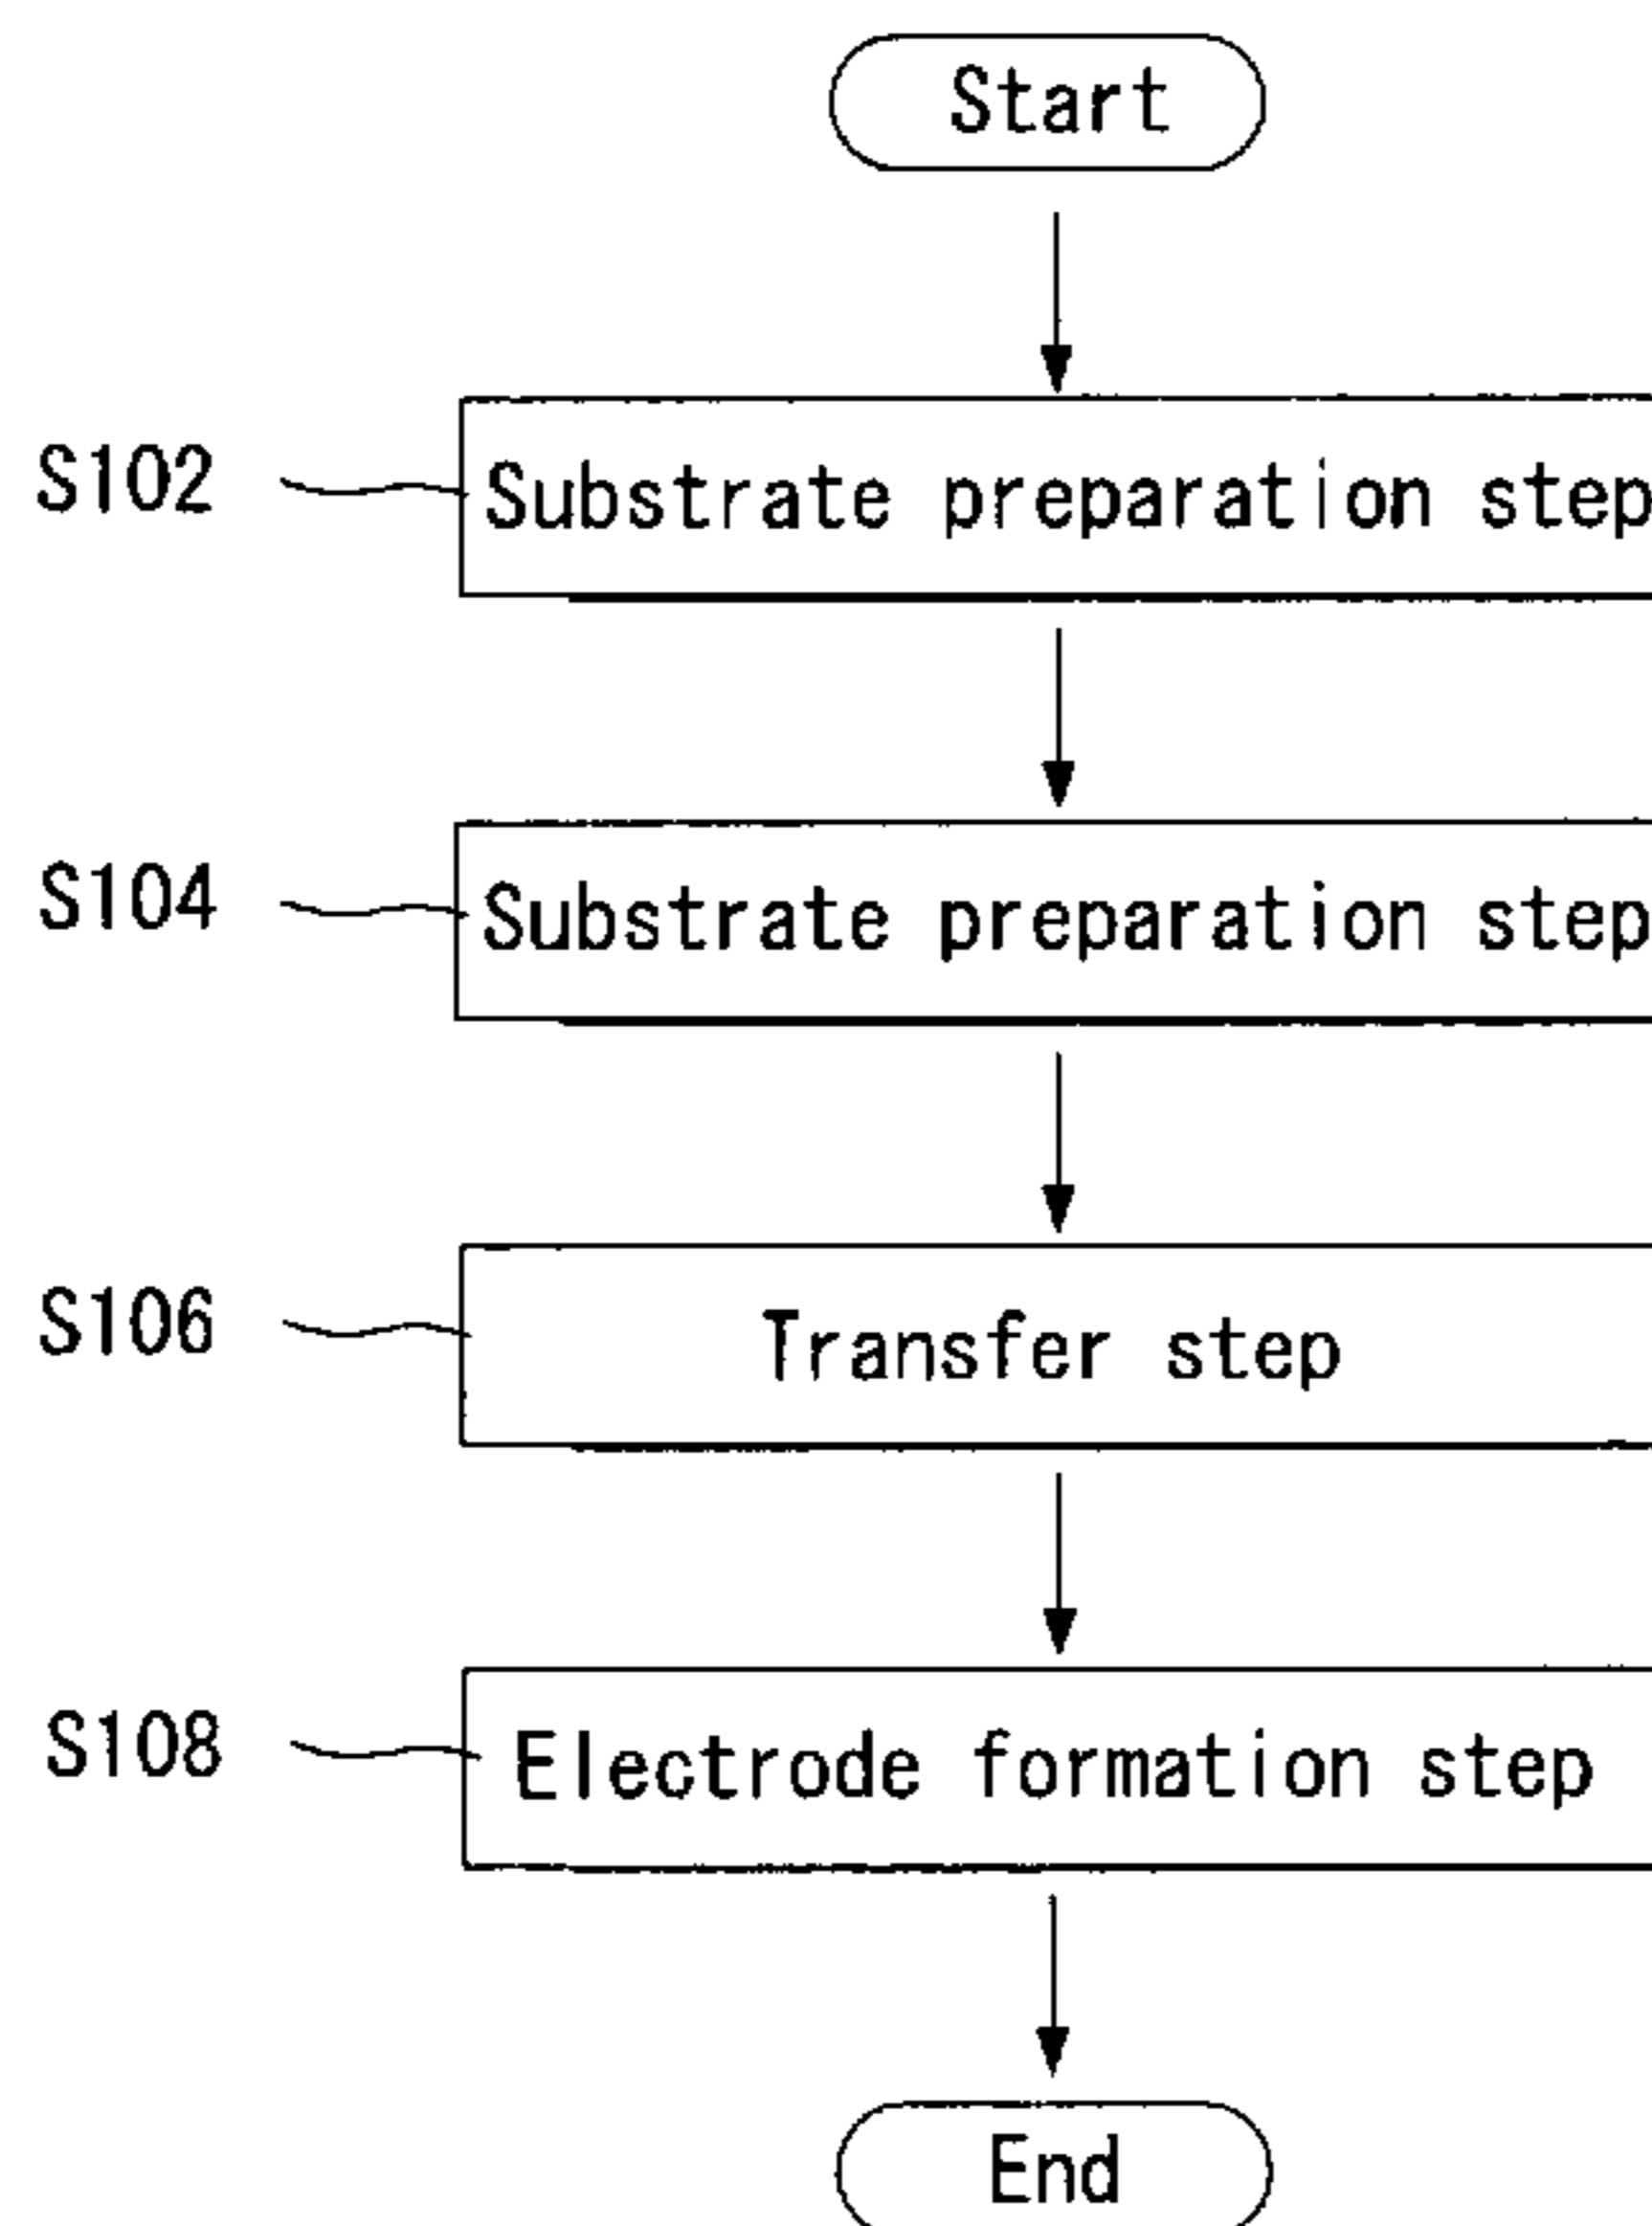 Start
S102 Substrate preparation step
S104 Substrate preparation step
S106 Transfer step
S108 Electrode formation step
End